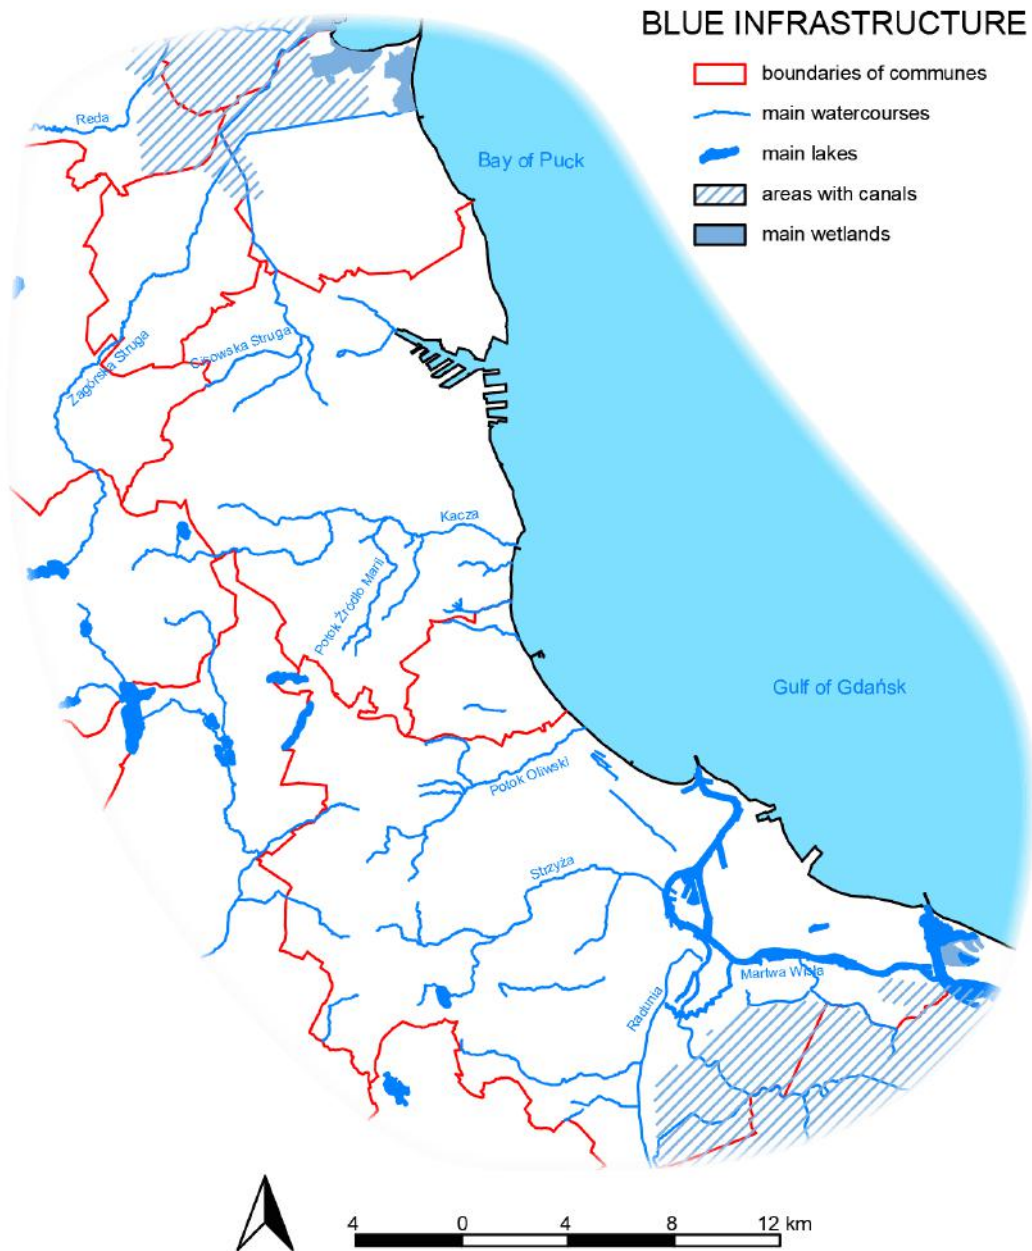 BLUE INFRASTRUCTURE
boundaries of communes
main watercourses
main lakes
areas with canals
main wetlands
Reda
Bay of Puck
Zagórska Struga
Cisowska Struga
Kacza
Potok Źródło Marii
Gulf of Gdańsk
Potok Oliwski
Strzyża
Martwa Wisła
Radunia
4 0 4 8 12 km